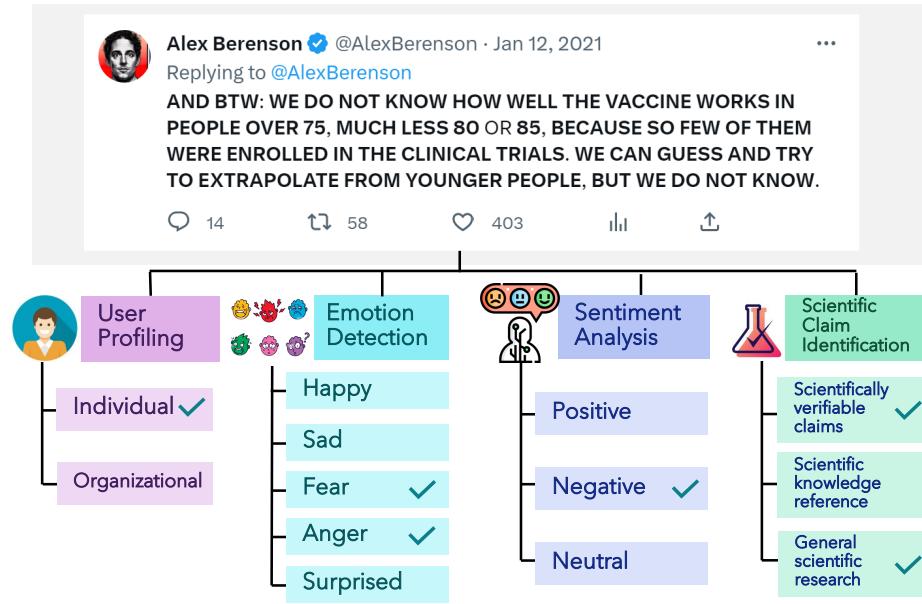 Alex Berenson @AlexBerenson · Jan 12, 2021
Replying to @AlexBerenson
AND BTW: WE DO NOT KNOW HOW WELL THE VACCINE WORKS IN
PEOPLE OVER 75, MUCH LESS 80 OR 85, BECAUSE SO FEW OF THEM
WERE ENROLLED IN THE CLINICAL TRIALS. WE CAN GUESS AND TRY
TO EXTRAPOLATE FROM YOUNGER PEOPLE, BUT WE DO NOT KNOW.
14 58 403
User
Profiling
Individual
Organizational
Emotion
Detection
Happy
Sad
Fear
Anger
Surprised
Sentiment
Analysis
Positive
Negative
Neutral
Scientific
Claim
Identification
Scientifically
verifiable
claims
Scientific
knowledge
reference
General
scientific
research